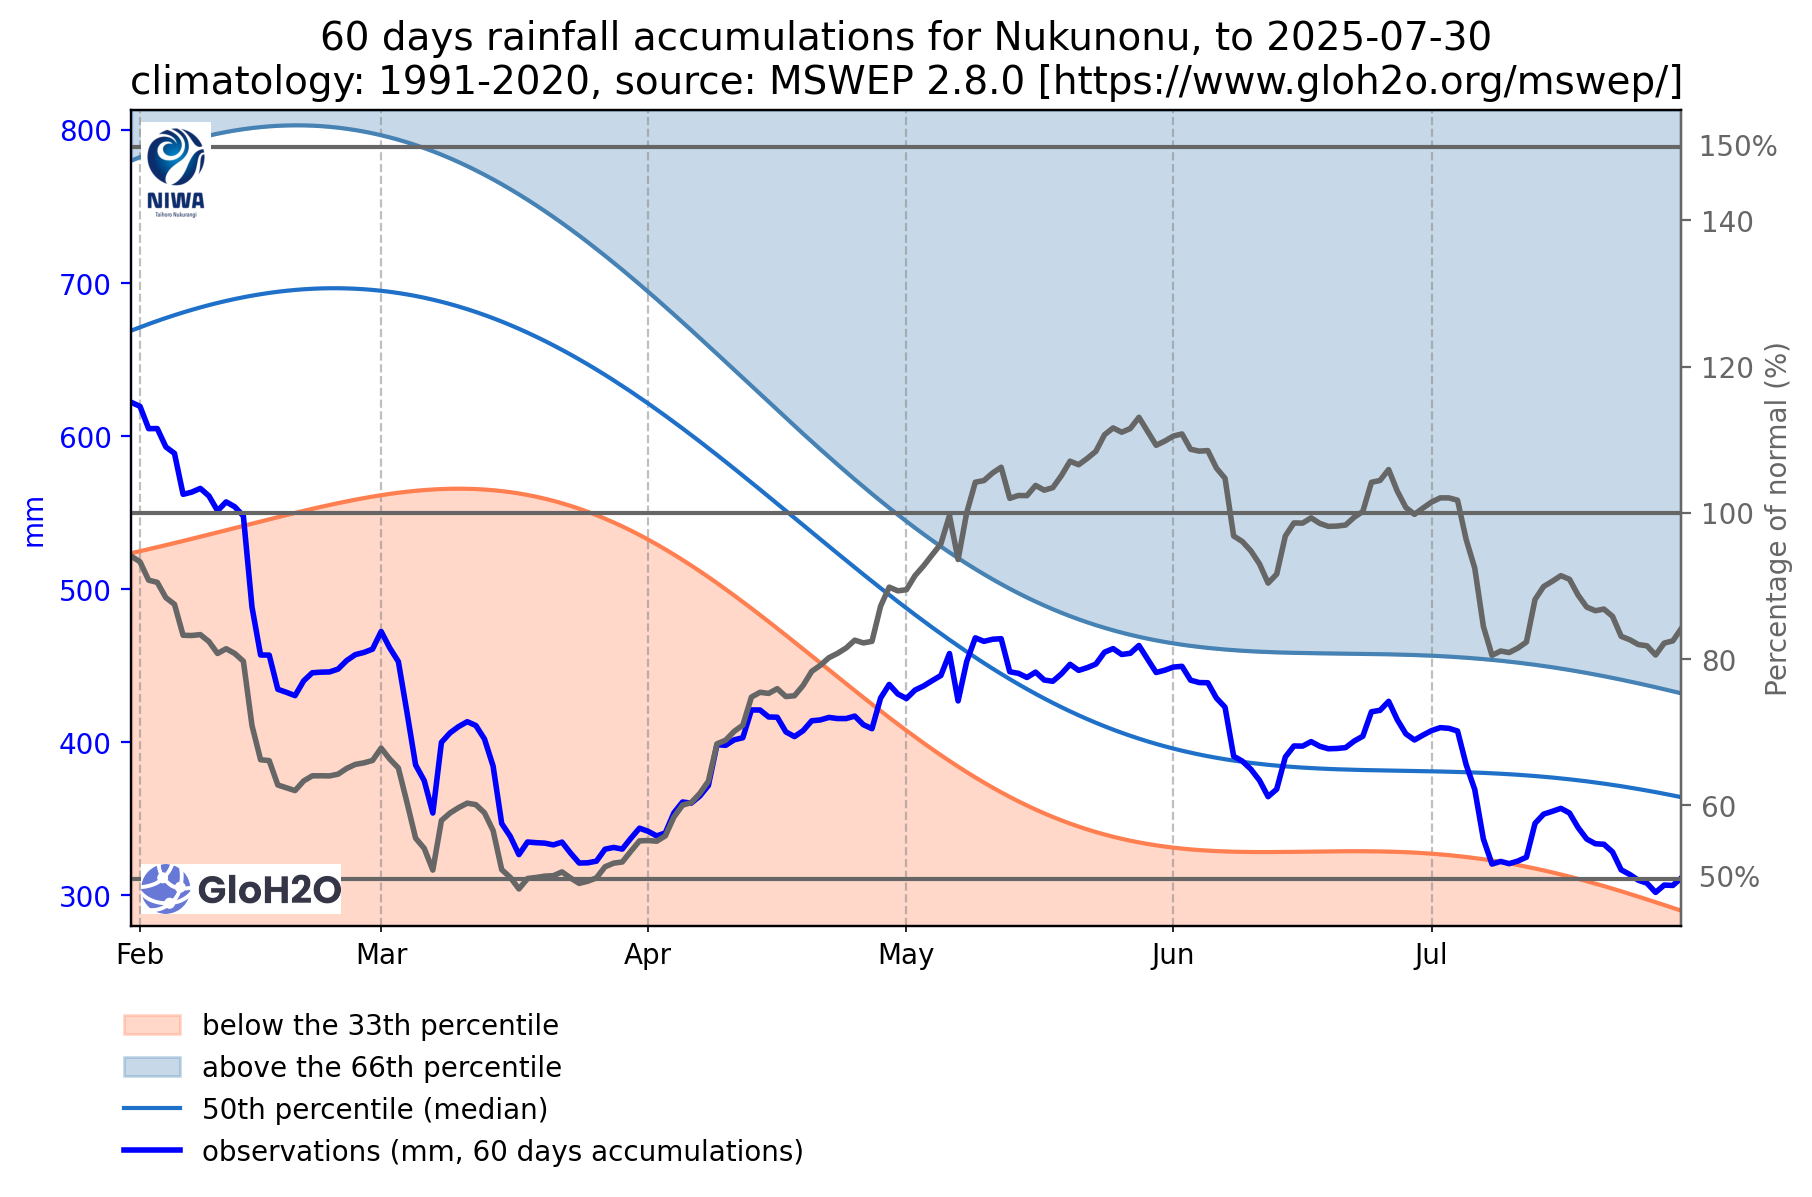 60 days rainfall accumulations for Nukunonu, to 2025-07-30
climatology: 1991-2020, source: MSWEP 2.8.0 [https://www.gloh2o.org/mswep/]
800
700
600
500
400
300
mm
150%
140
120
100
80
60
50%
Percentage of normal (%)
NIWA
Taihoro Nukurangi
GloH2O
Feb
Mar
Apr
May
Jun
Jul
below the 33th percentile
above the 66th percentile
50th percentile (median)
observations (mm, 60 days accumulations)